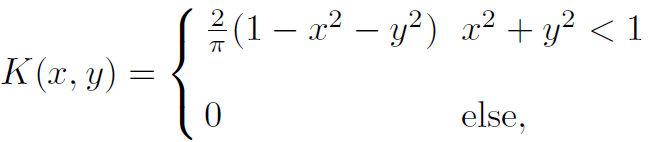 K(x, y) = { 2/π (1 − x² − y²)  x² + y² < 1
0  else,